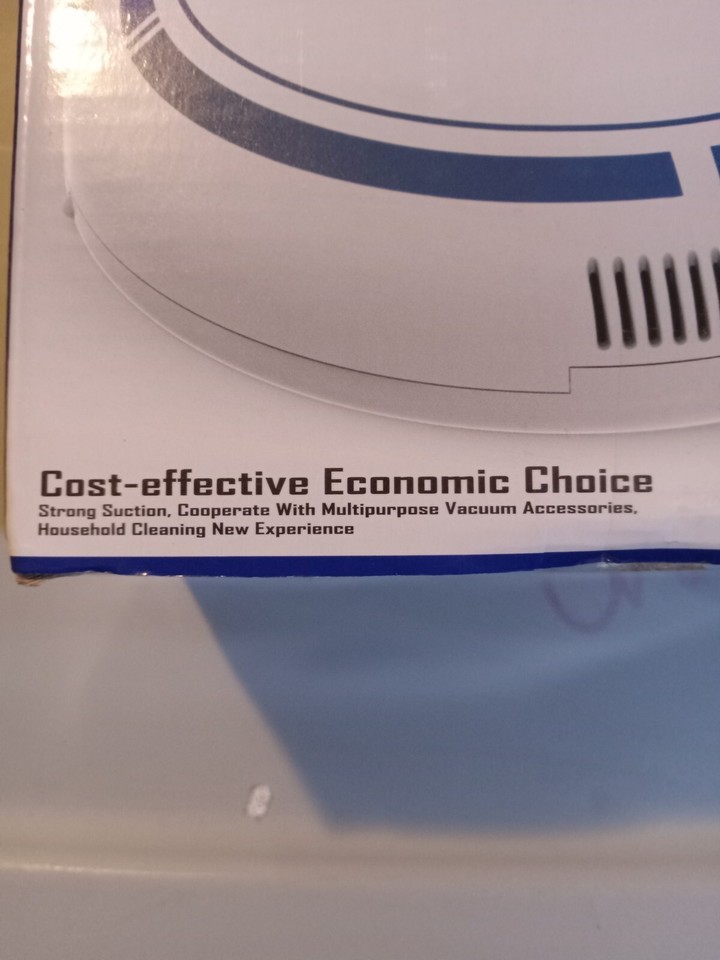 Cost-effective Economic Choice
Strong Suction, Cooperate With Multipurpose Vacuum Accessories,
Household Cleaning New Experience